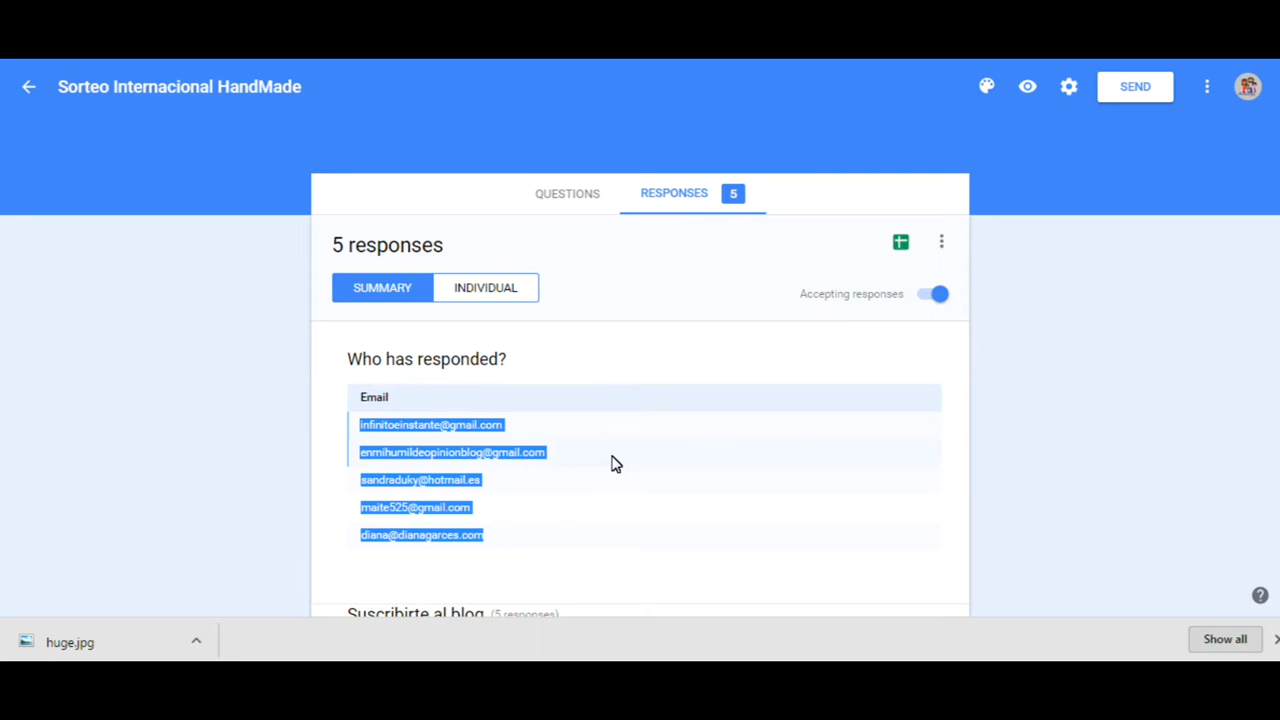 Sorteo Internacional HandMade
SEND
QUESTIONS
RESPONSES 5
5 responses
SUMMARY
INDIVIDUAL
Accepting responses
Who has responded?
Email
infinitoeinstante@gmail.com
enmihumildeopinionblog@gmail.com
sandraduky@hotmail.es
maite525@gmail.com
diana@dianagarces.com
Suscribirte al blog (5 responses)
huge.jpg
Show all